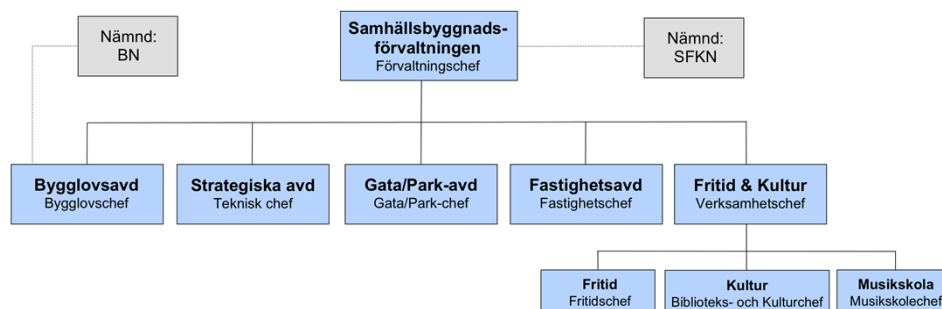 Nämnd:
BN
Samhällsbyggnads-
förvaltningen
Förvaltningschef
Nämnd:
SFKN
Bygglovsavd
Bygglovschef
Strategiska avd
Teknisk chef
Gata/Park-avd
Gata/Park-chef
Fastighetsavd
Fastighetschef
Fritid & Kultur
Verksamhetschef
Fritid
Fritidschef
Kultur
Biblioteks- och Kulturchef
Musikskola
Musikskolechef